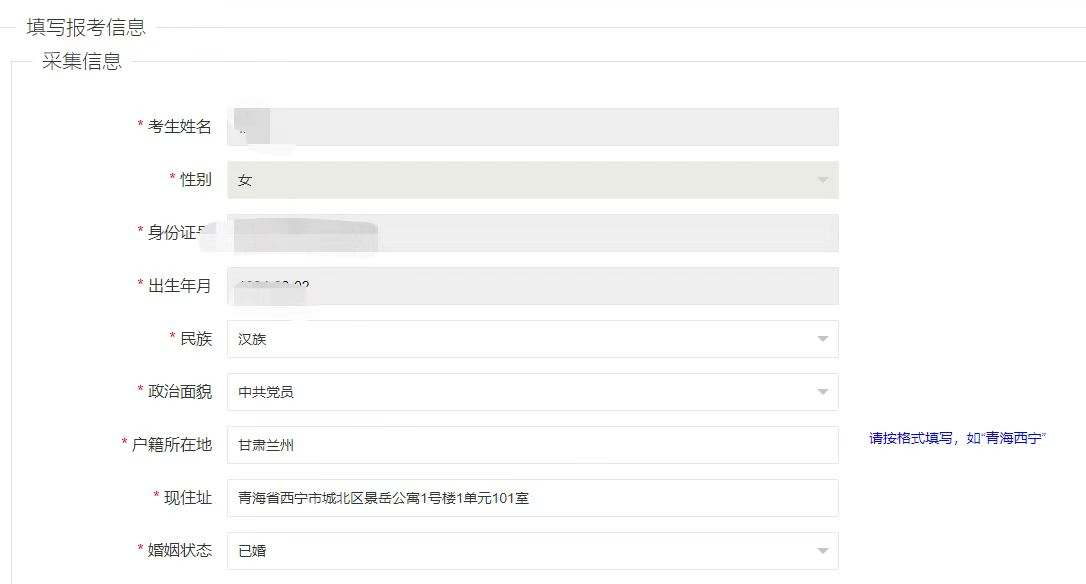 填写报考信息
采集信息
* 考生姓名
* 性别 女
* 身份证号
* 出生年月
* 民族 汉族
* 政治面貌 中共党员
* 户籍所在地 甘肃兰州 请按格式填写，如“青海西宁”
* 现住址 青海省西宁市城北区景岳公寓1号楼1单元101室
* 婚姻状态 已婚